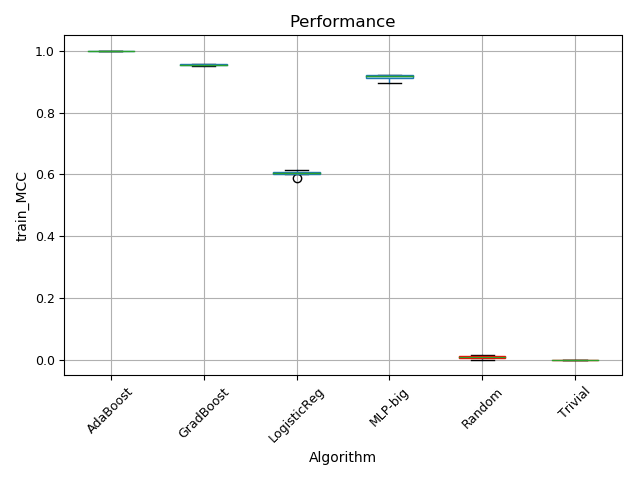 Performance
train_MCC
1.0
0.8
0.6
0.4
0.2
0.0
AdaBoost
GradBoost
LogisticReg
MLP-big
Random
Trivial
Algorithm